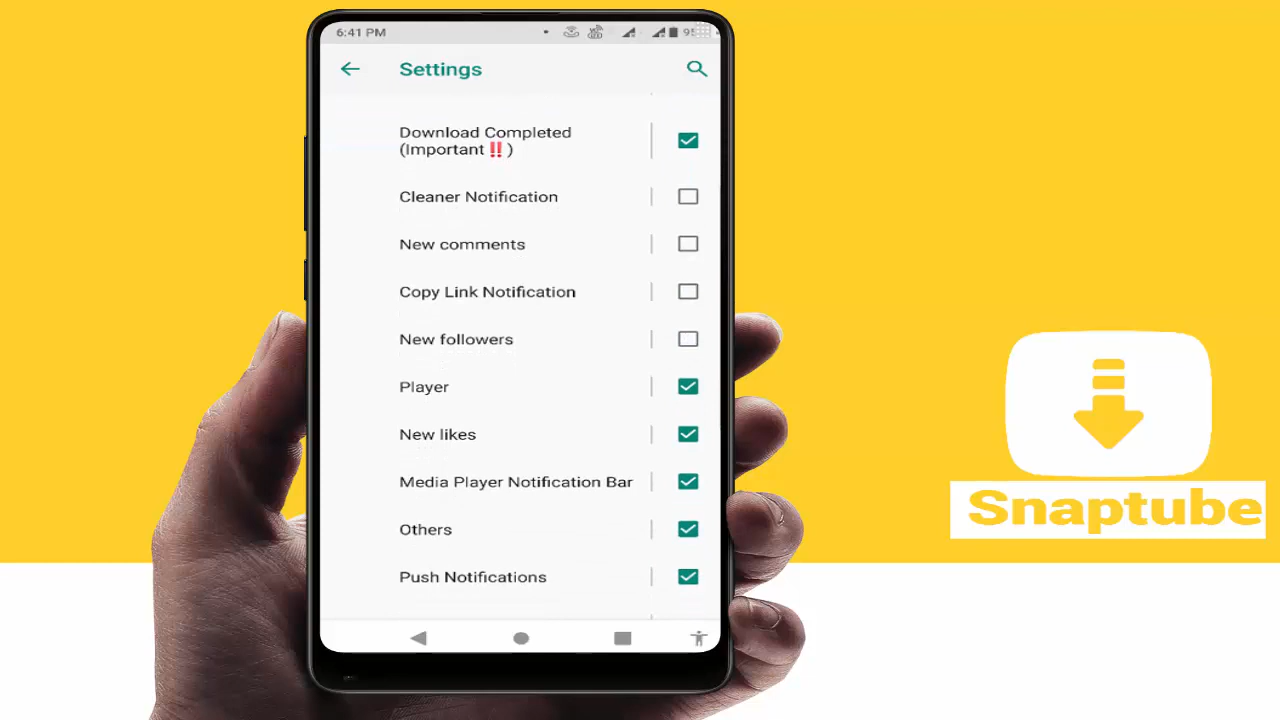 6:41 PM
Settings
Download Completed
(Important‼️)
Cleaner Notification
New comments
Copy Link Notification
New followers
Player
New likes
Media Player Notification Bar
Others
Push Notifications
Snaptube